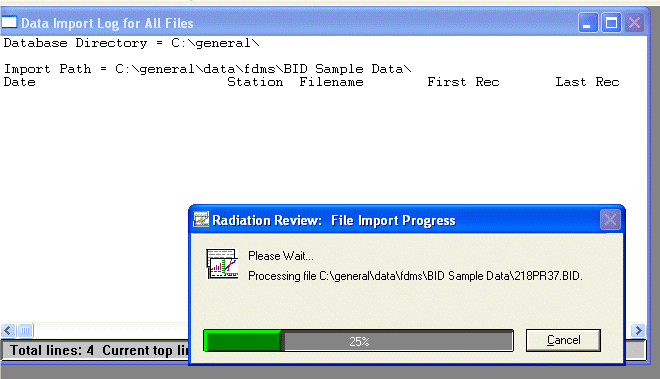 Data Import Log for All Files
Database Directory = C:\general\
Import Path = C:\general\data\fdms\BID Sample Data\
Date Station Filename First Rec Last Rec
Radiation Review: File Import Progress
Please Wait...
Processing file C:\general\data\fdms\BID Sample Data\218PR37.BID.
25%
Cancel
Total lines: 4 Current top lin